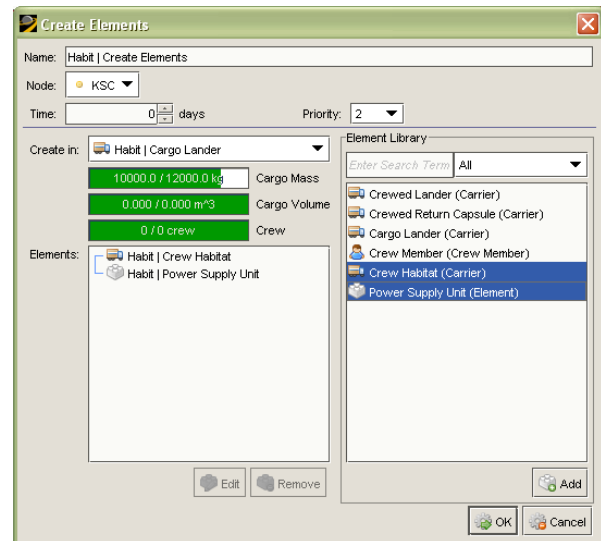 Create Elements
Name: Habit | Create Elements
Node: KSC
Time: 0 days Priority: 2
Create in: Habit | Cargo Lander
10000.0 / 12000.0 kg Cargo Mass
0.000 / 0.000 m^3 Cargo Volume
0 / 0 crew Crew
Elements: Habit | Crew Habitat
Habit | Power Supply Unit
Edit Remove
Element Library
Enter Search Term All
Crewed Lander (Carrier)
Crewed Return Capsule (Carrier)
Cargo Lander (Carrier)
Crew Member (Crew Member)
Crew Habitat (Carrier)
Power Supply Unit (Element)
Add
OK Cancel